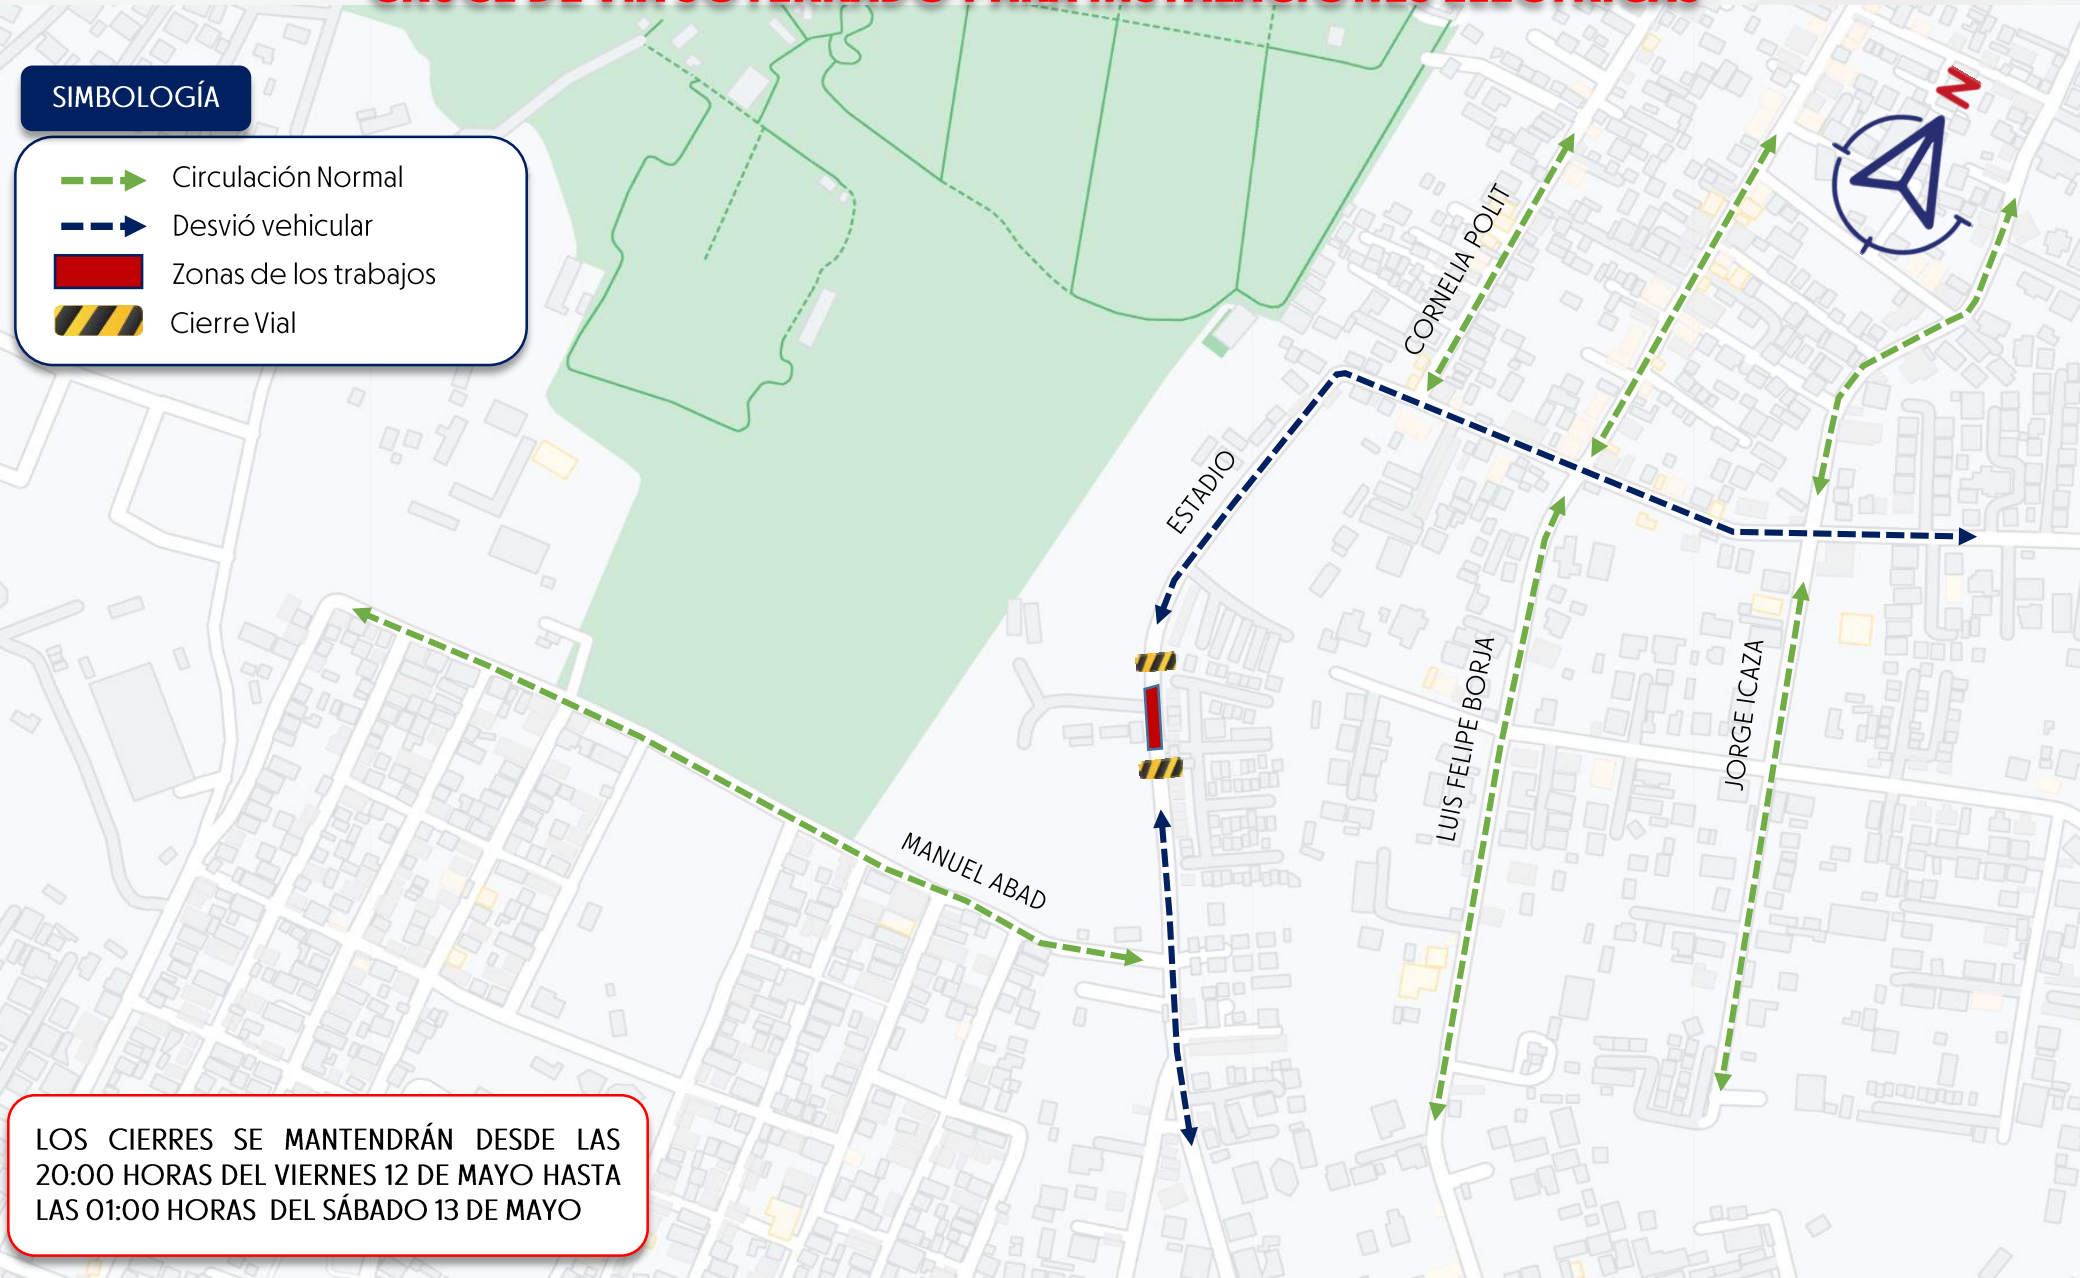 SIMBOLOGÍA
Circulación Normal
Desvió vehicular
Zonas de los trabajos
Cierre Vial
N
CORNELIA POLIT
ESTADIO
LUIS FELIPE BORJA
JORGE ICAZA
MANUEL ABAD
LOS CIERRES SE MANTENDRÁN DESDE LAS
20:00 HORAS DEL VIERNES 12 DE MAYO HASTA
LAS 01:00 HORAS DEL SÁBADO 13 DE MAYO